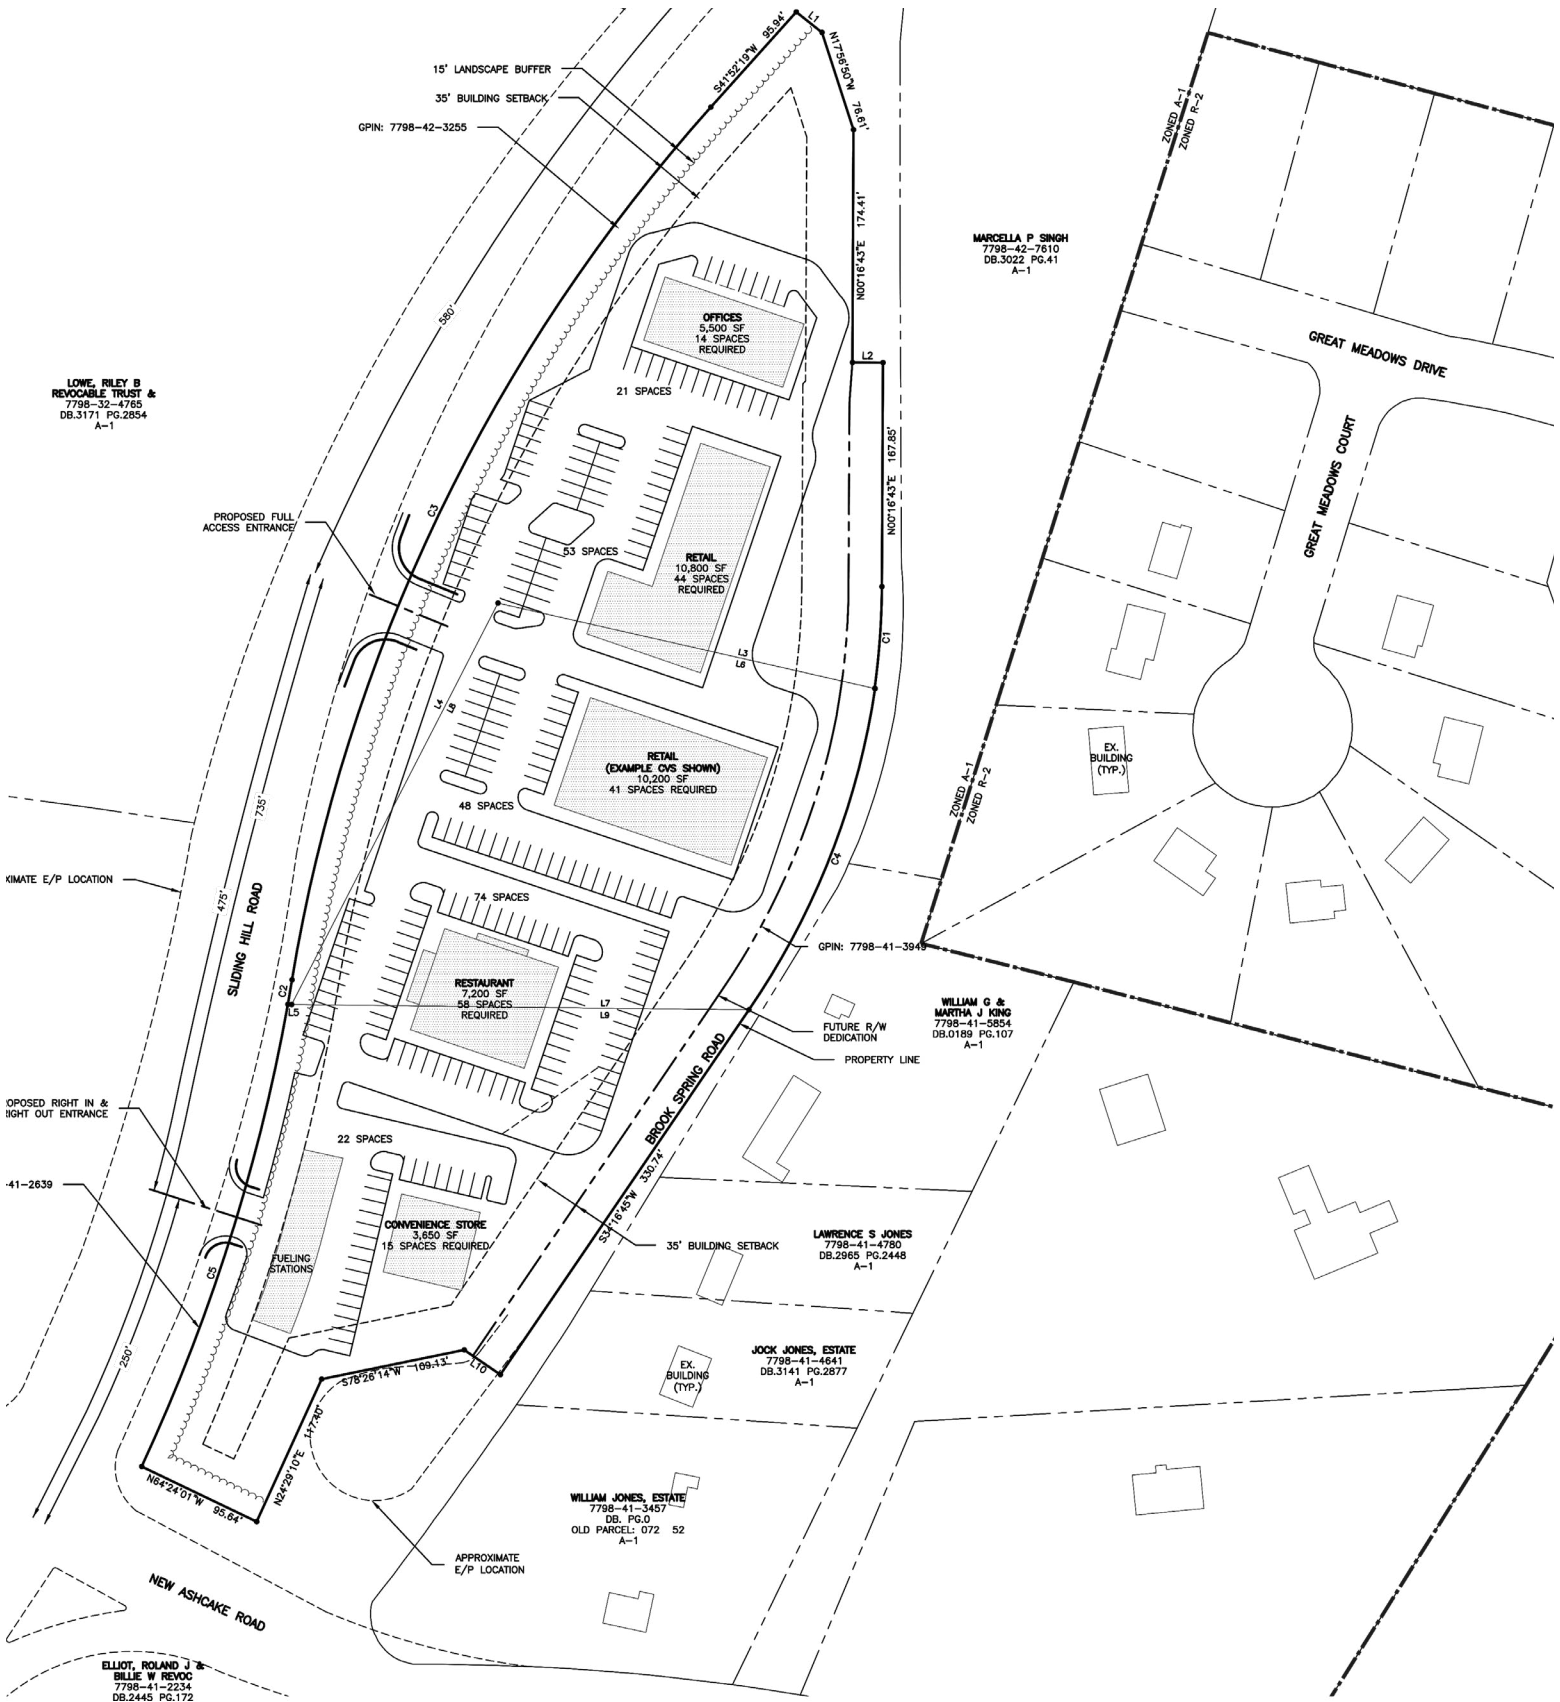 L1
S41°52'19"W 95.94'
N17°56'50"W 76.61'
15' LANDSCAPE BUFFER
35' BUILDING SETBACK
GPIN: 7798-42-3255
ZONED A-1
ZONED R-2
N00°16'43"E 174.41'
MARCELLA P SINGH
7798-42-7610
DB.3022 PG.41
A-1
580'
OFFICES
5,500 SF
14 SPACES
REQUIRED
L2
GREAT MEADOWS DRIVE
LOWE, RILEY B
REVOCABLE TRUST &
7798-32-4765
DB.3171 PG.2854
A-1
21 SPACES
N00°16'43"E 167.85'
GREAT MEADOWS COURT
C3
PROPOSED FULL
ACCESS ENTRANCE
53 SPACES
RETAIL
10,800 SF
44 SPACES
REQUIRED
C1
L3
L6
L4
L8
RETAIL
(EXAMPLE CVS SHOWN)
10,200 SF
41 SPACES REQUIRED
EX.
BUILDING
(TYP.)
ZONED A-1
ZONED R-2
735'
48 SPACES
C4
XIMATE E/P LOCATION
475'
SLIDING HILL ROAD
74 SPACES
GPIN: 7798-41-3949
RESTAURANT
7,200 SF
58 SPACES
REQUIRED
C2
L5
L7
L9
WILLIAM G &
MARTHA J KING
7798-41-5854
DB.0189 PG.107
A-1
FUTURE R/W
DEDICATION
PROPERTY LINE
BROOK SPRING ROAD
OPOSED RIGHT IN &
RIGHT OUT ENTRANCE
22 SPACES
-41-2639
S34°16'45"W 330.74'
CONVENIENCE STORE
3,650 SF
15 SPACES REQUIRED
FUELING
STATIONS
C5
35' BUILDING SETBACK
LAWRENCE S JONES
7798-41-4780
DB.2965 PG.2448
A-1
250'
JOCK JONES, ESTATE
7798-41-4641
DB.3141 PG.2877
A-1
EX.
BUILDING
(TYP.)
S78°26'14"W 109.13'
L10
N24°29'10"E 117.40'
N64°24'01"W 95.64'
WILLIAM JONES, ESTATE
7798-41-3457
DB. PG.0
OLD PARCEL: 072 52
A-1
APPROXIMATE
E/P LOCATION
NEW ASHCAKE ROAD
ELLIOT, ROLAND J &
BILLIE W REVOC
7798-41-2234
DB.2445 PG.172